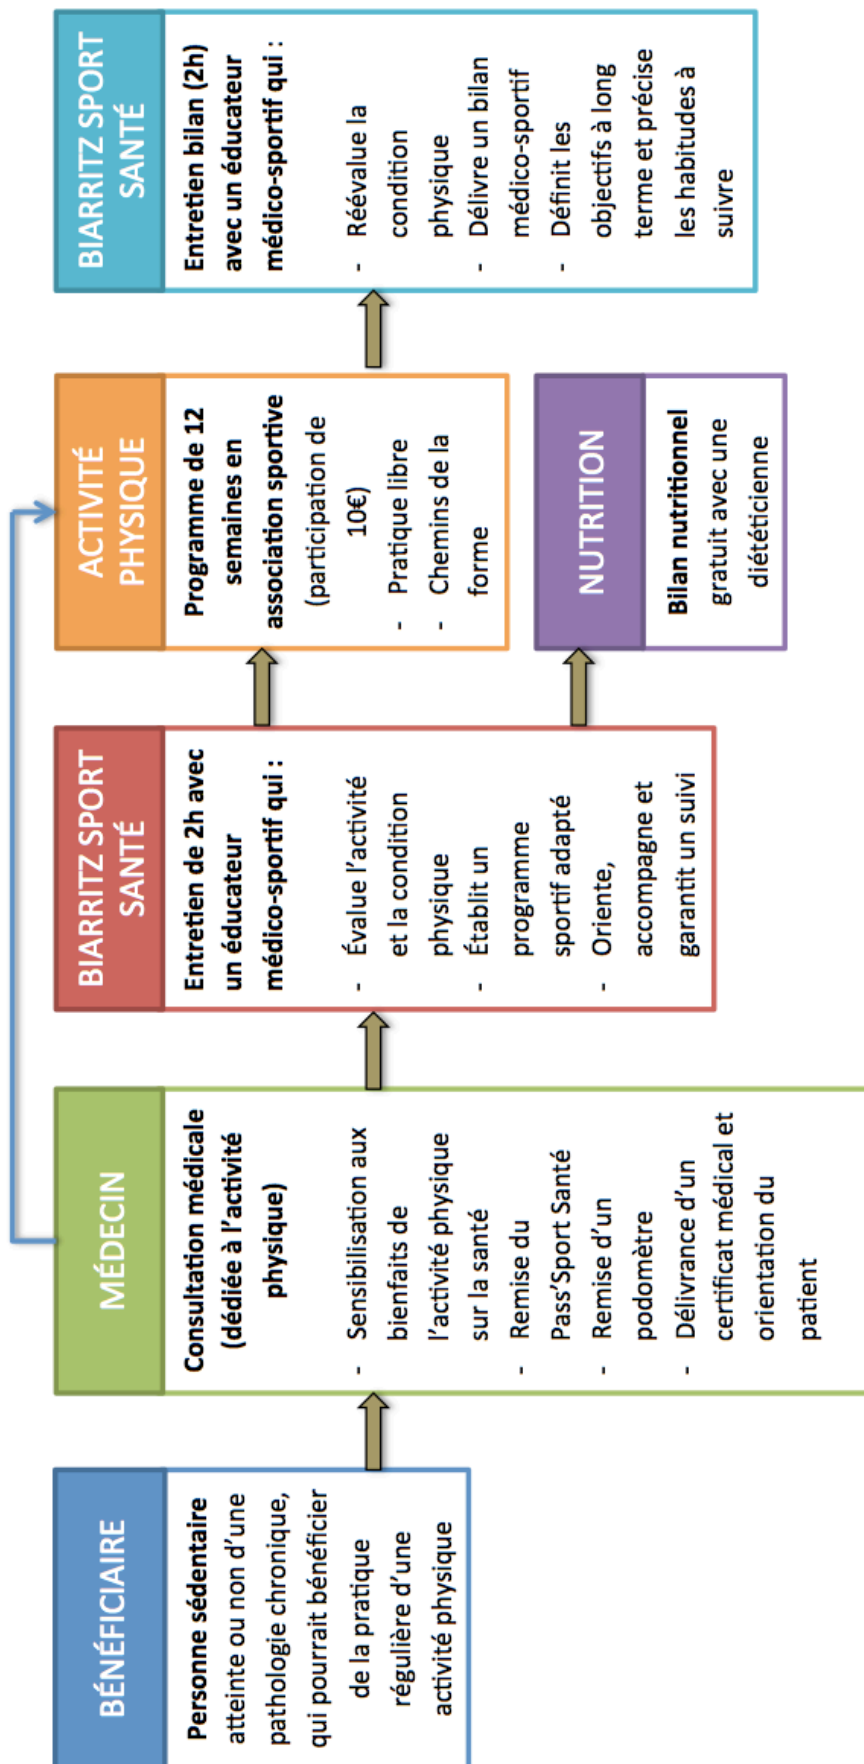 BÉNÉFICIAIRE
Personne sédentaire
atteinte ou non d'une
pathologie chronique,
qui pourrait bénéficier
de la pratique
régulière d'une
activité physique
MÉDECIN
Consultation médicale
(dédiée à l'activité
physique)
- Sensibilisation aux
bienfaits de
l'activité physique
sur la santé
- Remise du
Pass'Sport Santé
- Remise d'un
podomètre
- Délivrance d'un
certificat médical et
orientation du
patient
BIARRITZ SPORT
SANTÉ
Entretien de 2h avec
un éducateur
médico-sportif qui :
- Évalue l'activité
et la condition
physique
- Établit un
programme
sportif adapté
- Oriente,
accompagne et
garantit un suivi
ACTIVITÉ
PHYSIQUE
Programme de 12
semaines en
association sportive
(participation de
10€)
- Pratique libre
- Chemins de la
forme
NUTRITION
Bilan nutritionnel
gratuit avec une
diététicienne
BIARRITZ SPORT
SANTÉ
Entretien bilan (2h)
avec un éducateur
médico-sportif qui :
- Réévalue la
condition
physique
- Délivre un bilan
médico-sportif
- Définit les
objectifs à long
terme et précise
les habitudes à
suivre